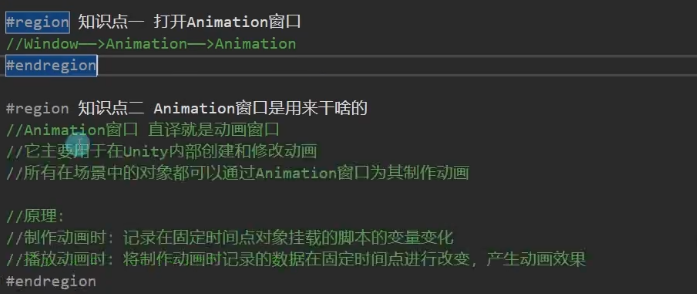 #region 知识点一 打开Animation窗口
//Window——>Animation——>Animation
#endregion
#region 知识点二 Animation窗口是用来干啥的
//Animation窗口 直译就是动画窗口
//它主要用于在Unity内部创建和修改动画
//所有在场景中的对象都可以通过Animation窗口为其制作动画
//原理：
//制作动画时：记录在固定时间点对象挂载的脚本的变量变化
//播放动画时：将制作动画时记录的数据在固定时间点进行改变，产生动画效果
#endregion